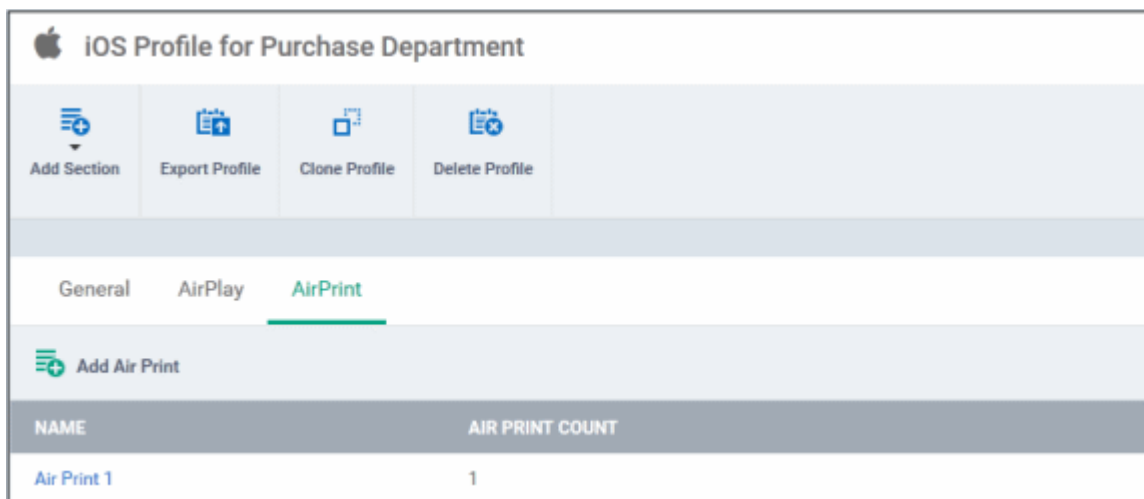 iOS Profile for Purchase Department
Add Section Export Profile Clone Profile Delete Profile
General AirPlay AirPrint
Add Air Print
NAME AIR PRINT COUNT
Air Print 1 1